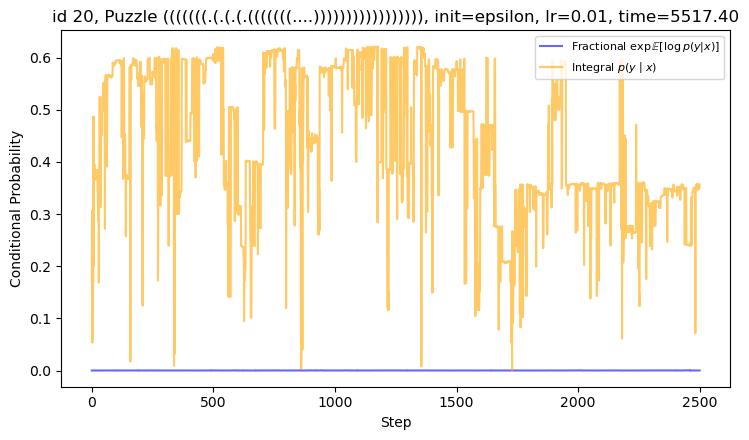 id 20, Puzzle (((((((.(.(.(.(((((((....))))))))))))))))), init=epsilon, lr=0.01, time=5517.40
Fractional exp𝔼[log p(y|x)]
Integral p(y | x)
Conditional Probability
0.6
0.5
0.4
0.3
0.2
0.1
0.0
0 500 1000 1500 2000 2500
Step